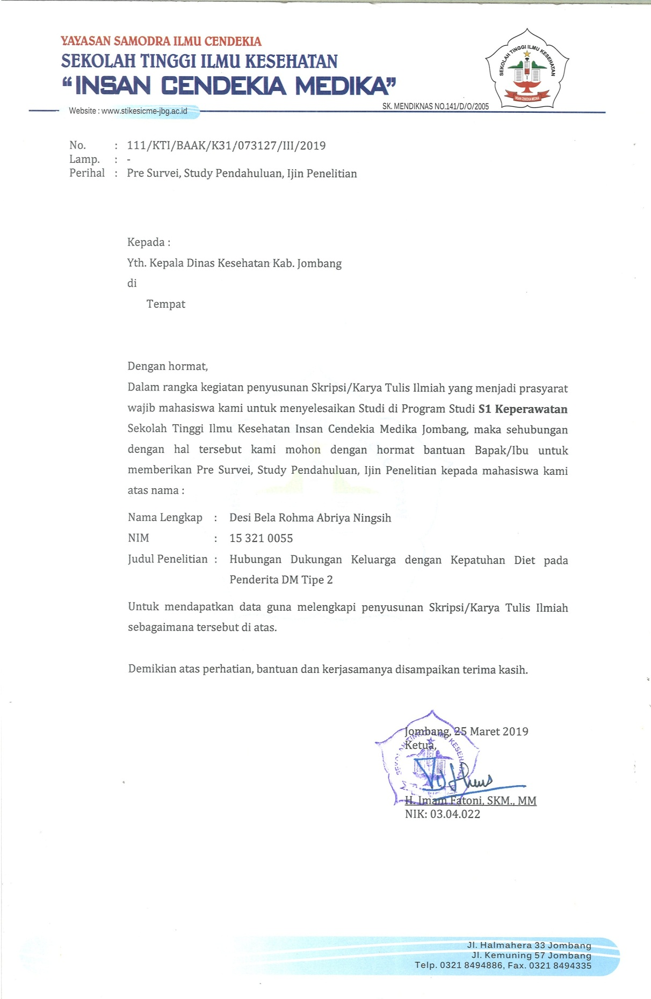 YAYASAN SAMODRA ILMU CENDEKIA
SEKOLAH TINGGI ILMU KESEHATAN
“INSAN CENDEKIA MEDIKA”
Website : www.stikesicme-jbg.ac.id
SK. MENDIKNAS NO.141/D/O/2005
SEKOLAH TINGGI ILMU KESEHATAN
INSAN CENDEKIA MEDIKA
No. : 111/KTI/BAAK/K31/073127/III/2019
Lamp. : -
Perihal : Pre Survei, Study Pendahuluan, Ijin Penelitian
Kepada :
Yth. Kepala Dinas Kesehatan Kab. Jombang
di
Tempat
Dengan hormat,
Dalam rangka kegiatan penyusunan Skripsi/Karya Tulis Ilmiah yang menjadi prasyarat
wajib mahasiswa kami untuk menyelesaikan Studi di Program Studi S1 Keperawatan
Sekolah Tinggi Ilmu Kesehatan Insan Cendekia Medika Jombang, maka sehubungan
dengan hal tersebut kami mohon dengan hormat bantuan Bapak/Ibu untuk
memberikan Pre Survei, Study Pendahuluan, Ijin Penelitian kepada mahasiswa kami
atas nama :
Nama Lengkap : Desi Bela Rohma Abriya Ningsih
NIM : 15 321 0055
Judul Penelitian : Hubungan Dukungan Keluarga dengan Kepatuhan Diet pada
Penderita DM Tipe 2
Untuk mendapatkan data guna melengkapi penyusunan Skripsi/Karya Tulis Ilmiah
sebagaimana tersebut di atas.
Demikian atas perhatian, bantuan dan kerjasamanya disampaikan terima kasih.
Jombang, 25 Maret 2019
Ketua,
SEKOLAH TINGGI ILMU KESEHATAN
H. Imam Fatoni, SKM., MM
NIK: 03.04.022
Jl. Halmahera 33 Jombang
Jl. Kemuning 57 Jombang
Telp. 0321 8494886, Fax. 0321 8494335